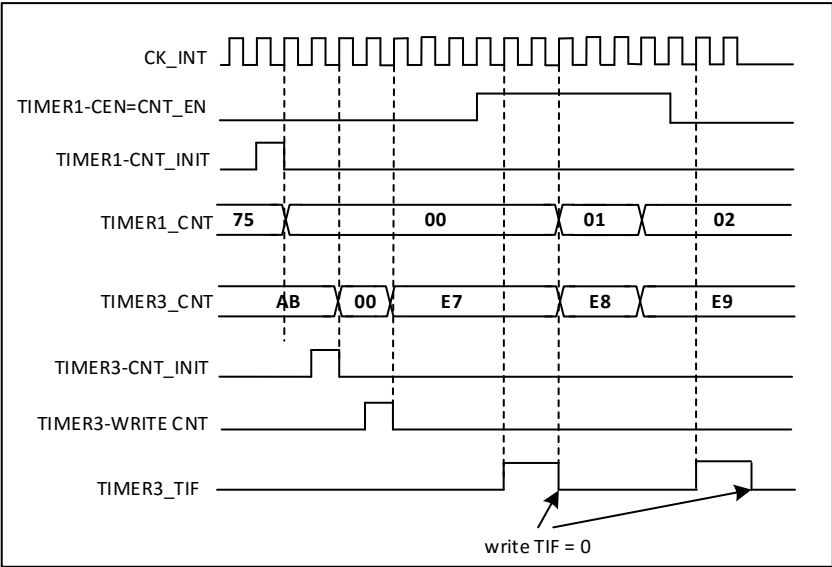 CK_INT
TIMER1-CEN=CNT_EN
TIMER1-CNT_INIT
TIMER1_CNT 75 00 01 02
TIMER3_CNT AB 00 E7 E8 E9
TIMER3-CNT_INIT
TIMER3-WRITE CNT
TIMER3_TIF
write TIF = 0